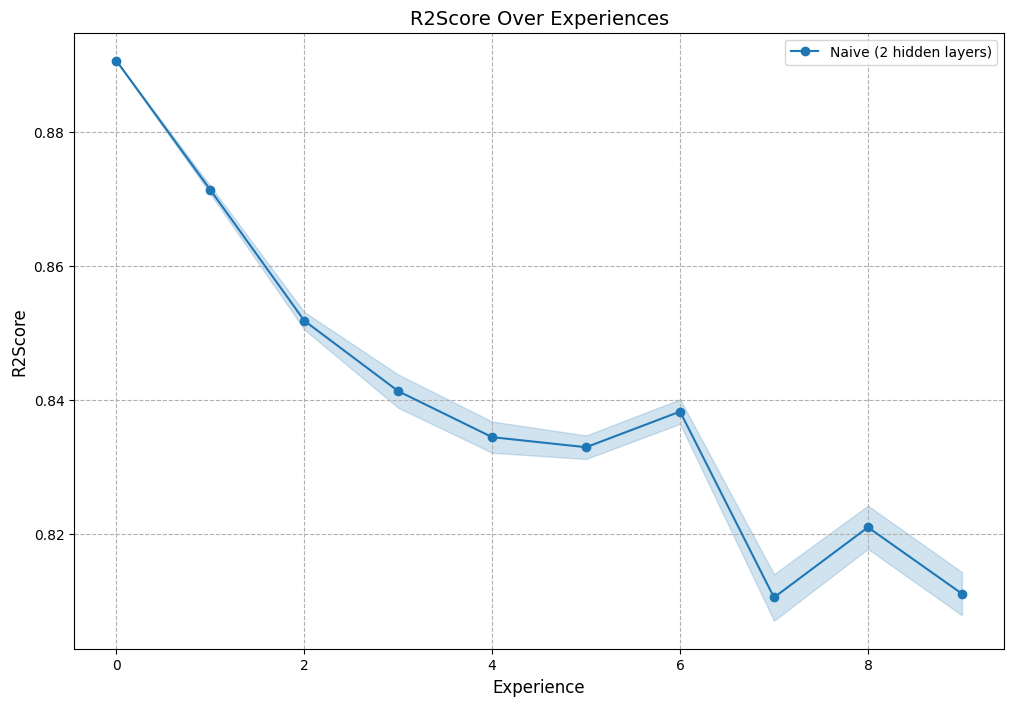 R2Score Over Experiences
Naive (2 hidden layers)
0.88
0.86
0.84
0.82
R2Score
0 2 4 6 8
Experience